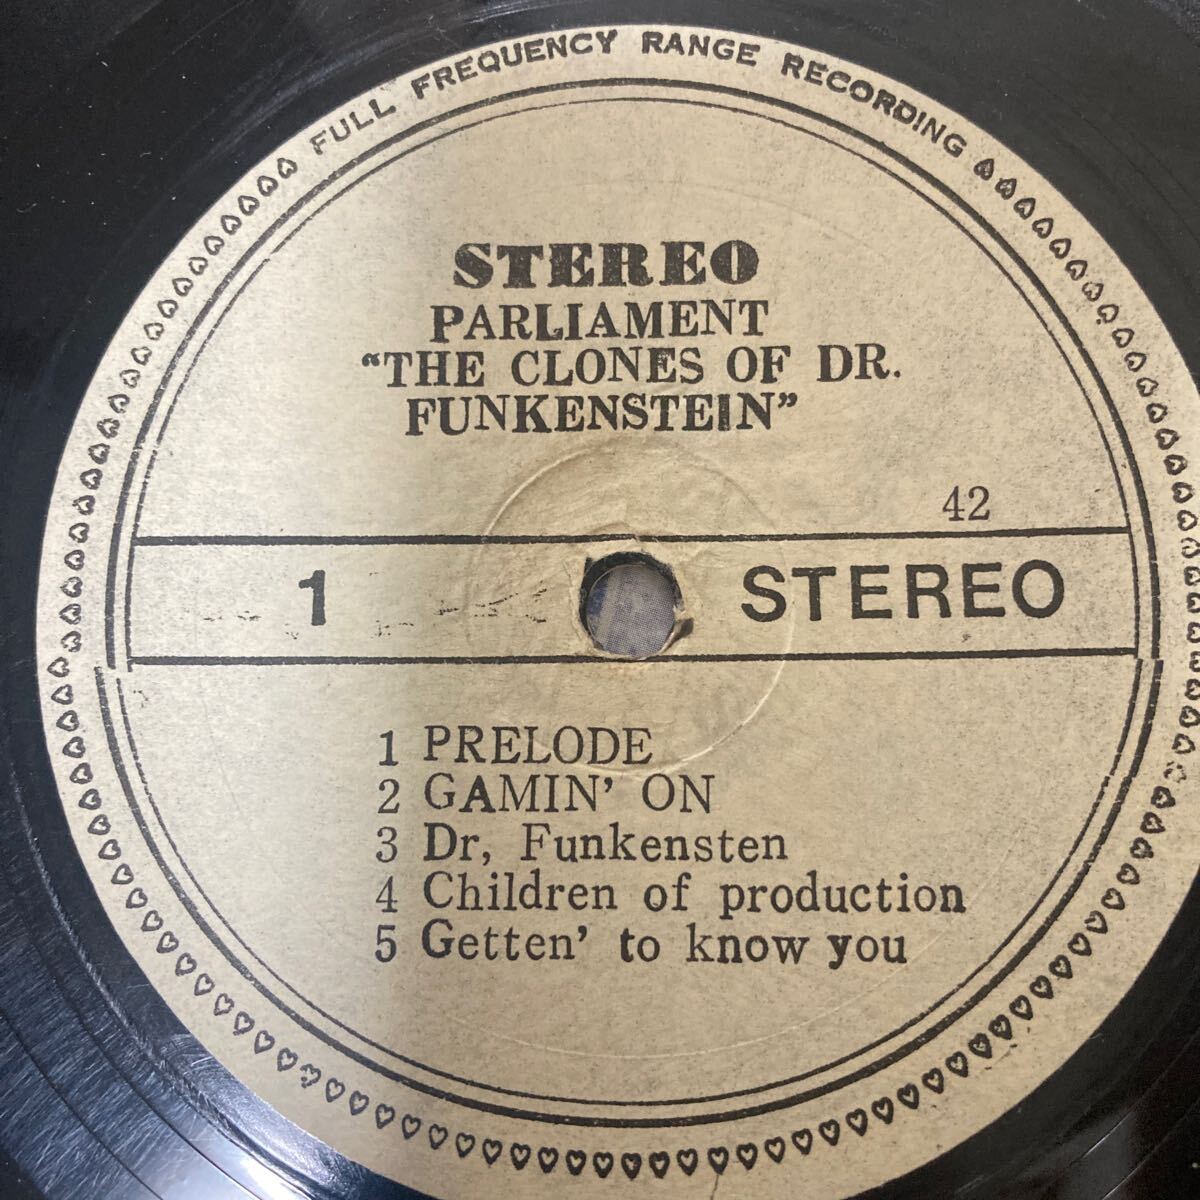 FULL FREQUENCY RANGE RECORDING
STEREO
PARLIAMENT
“THE CLONES OF DR.
FUNKENSTEIN”
42
1 STEREO
1 PRELODE
2 GAMIN’ ON
3 Dr, Funkensten
4 Children of production
5 Getten’ to know you